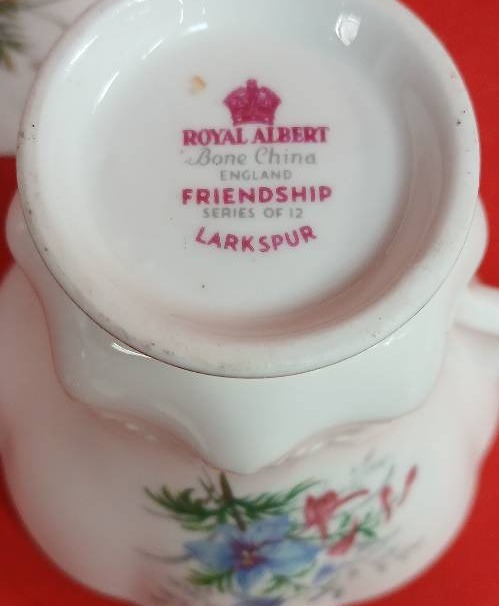 ROYAL ALBERT
Bone China
ENGLAND
FRIENDSHIP
SERIES OF 12
LARKSPUR